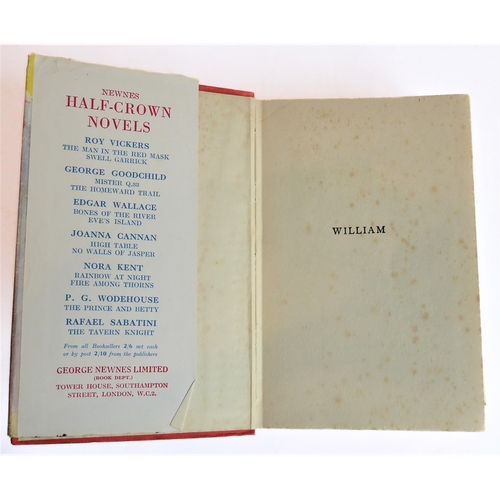 NEWNES
HALF-CROWN
NOVELS
ROY VICKERS
THE MAN IN THE RED MASK
SWELL GARRICK
GEORGE GOODCHILD
MISTER Q.33
THE HOMEWARD TRAIL
EDGAR WALLACE
BONES OF THE RIVER
EVE'S ISLAND
JOANNA CANNAN
HIGH TABLE
NO WALLS OF JASPER
NORA KENT
RAINBOW AT NIGHT
FIRE AMONG THORNS
P. G. WODEHOUSE
THE PRINCE AND BETTY
RAFAEL SABATINI
THE TAVERN KNIGHT
From all Booksellers 2/6 net each
or by post 2/10 from the publishers
GEORGE NEWNES LIMITED
(BOOK DEPT.)
TOWER HOUSE, SOUTHAMPTON
STREET, LONDON, W.C.2.
WILLIAM